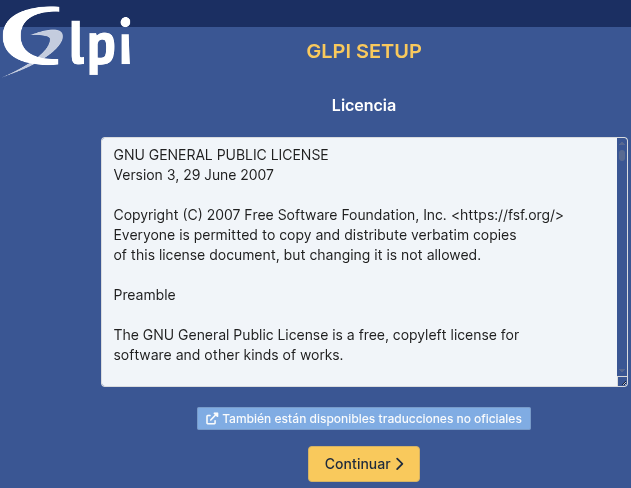 Glpi
GLPI SETUP
Licencia
GNU GENERAL PUBLIC LICENSE
Version 3, 29 June 2007
Copyright (C) 2007 Free Software Foundation, Inc. <https://fsf.org/>
Everyone is permitted to copy and distribute verbatim copies
of this license document, but changing it is not allowed.
Preamble
The GNU General Public License is a free, copyleft license for
software and other kinds of works.
También están disponibles traducciones no oficiales
Continuar